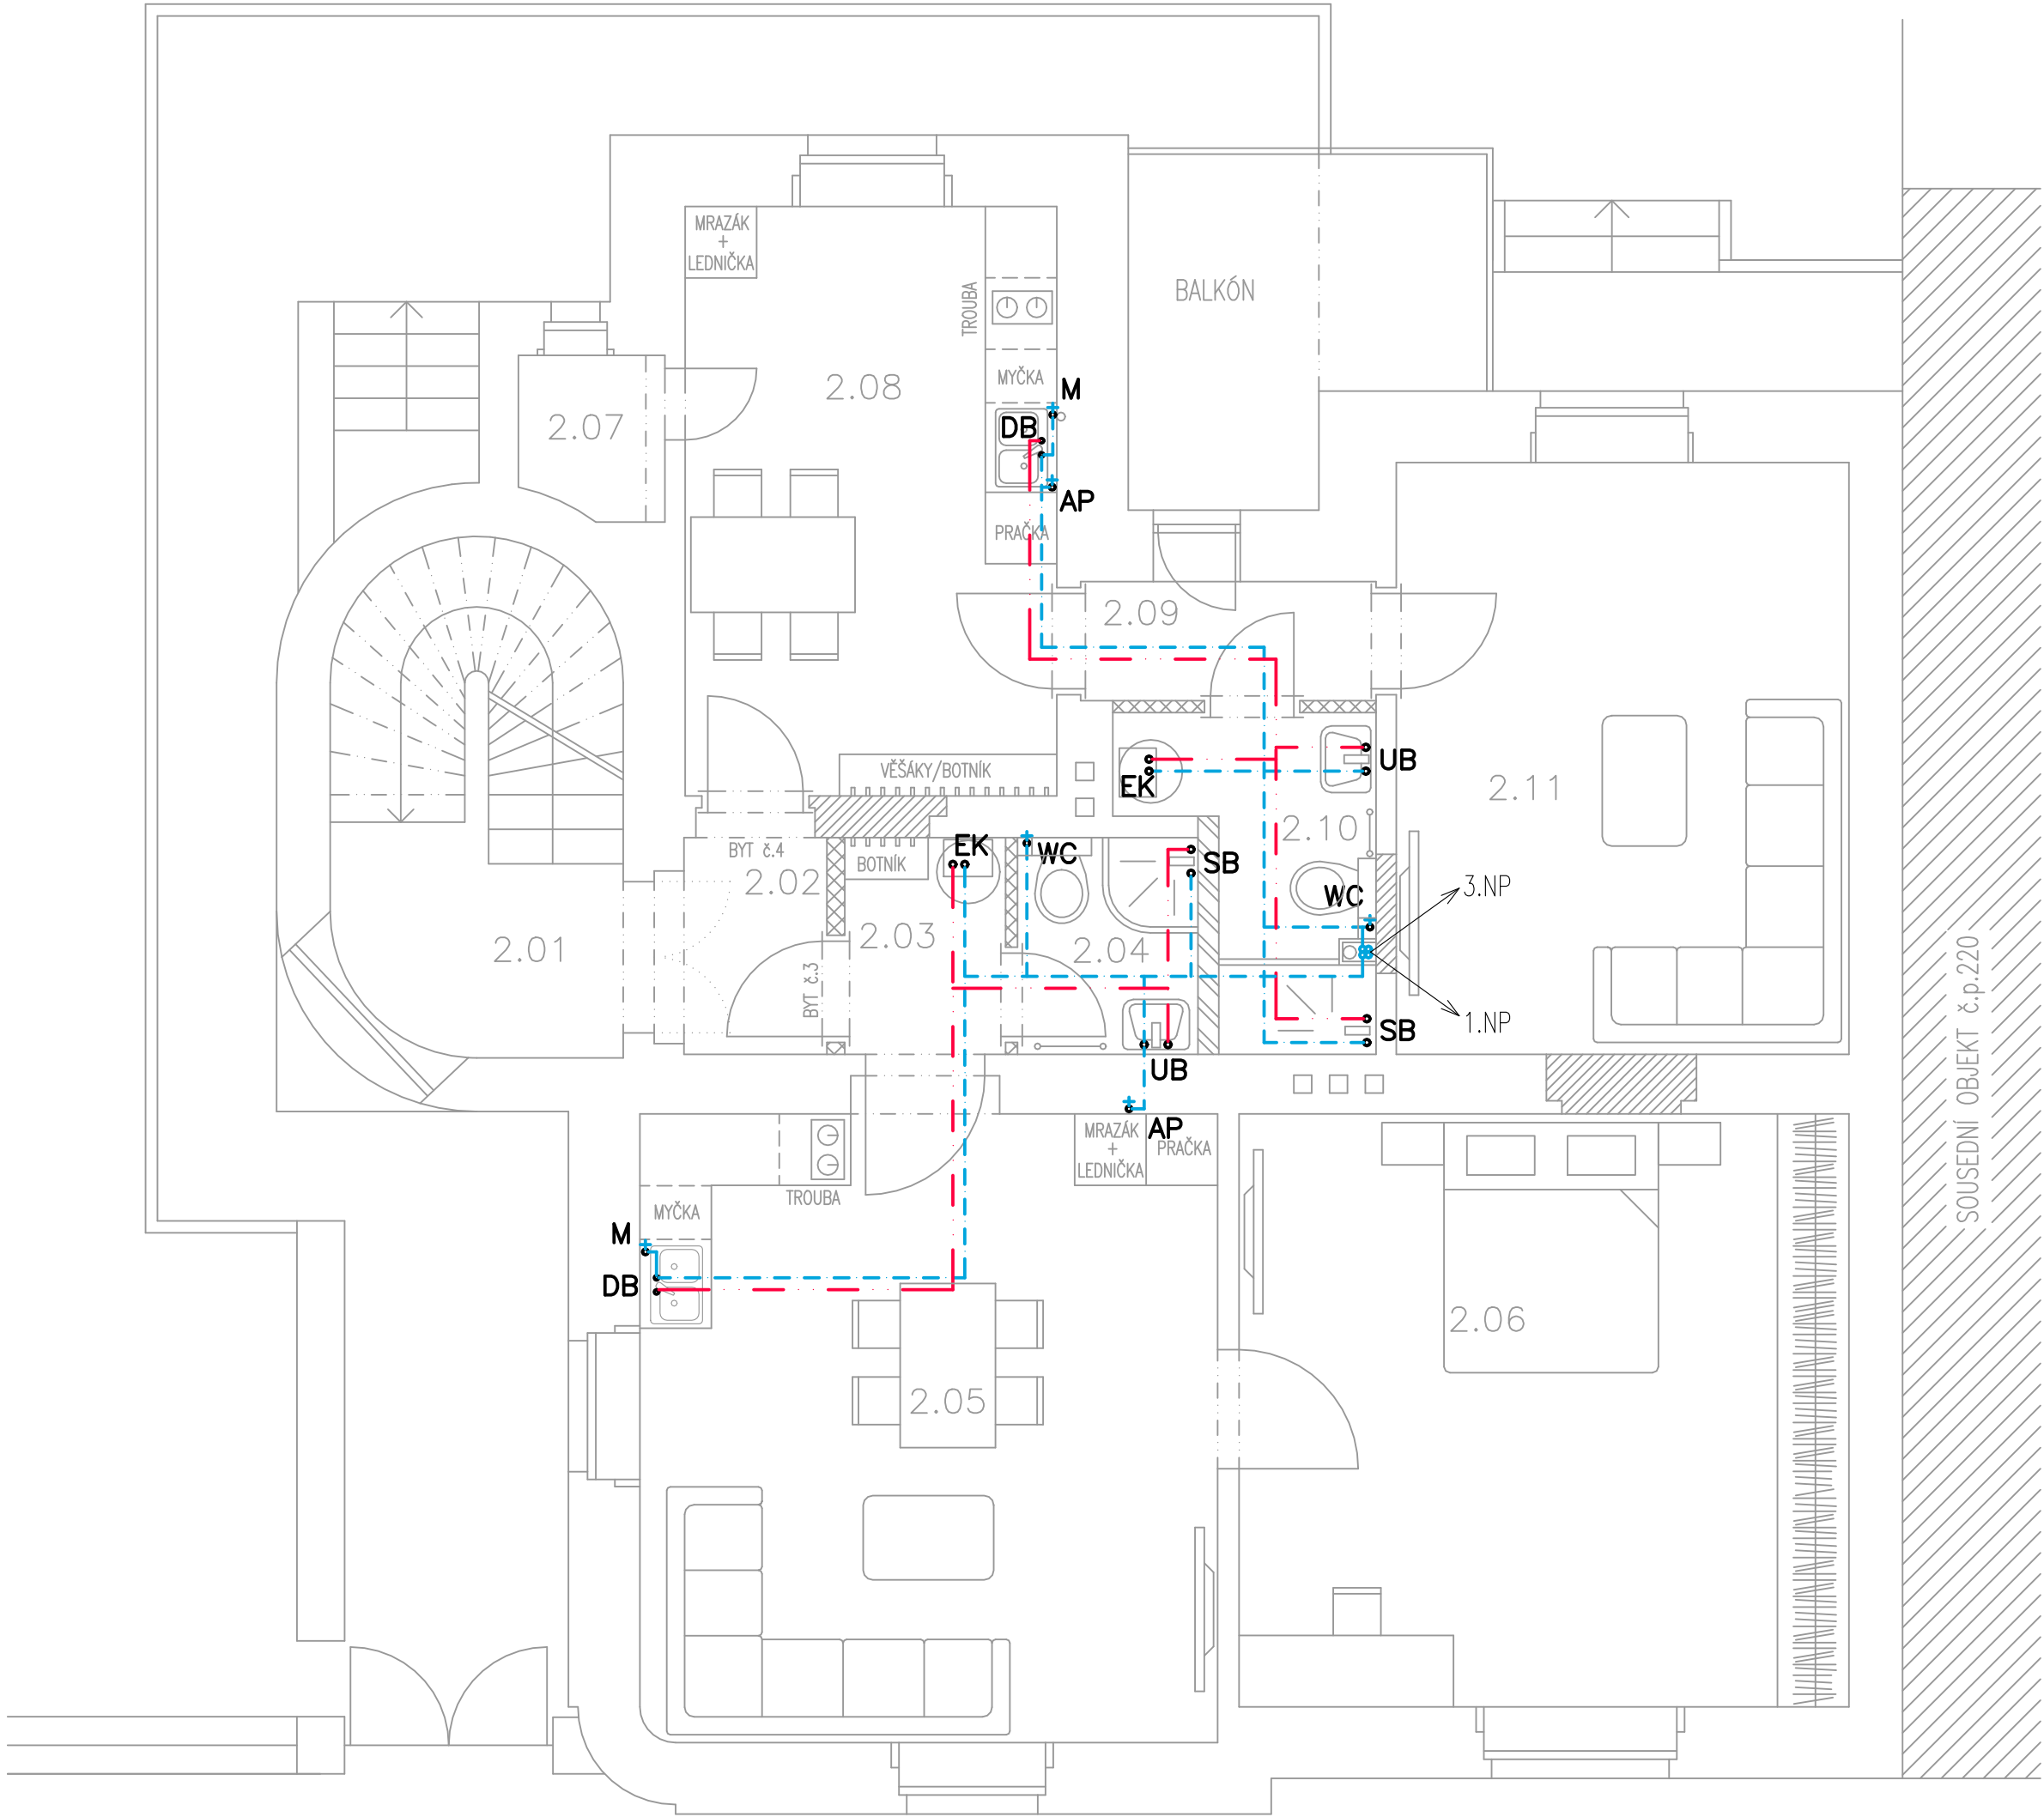 MRAZÁK
+
LEDNIČKA
TROUBA
BALKÓN
MYČKA
M
2.08
2.07
DB
AP
PRAČKA
2.09
VĚŠÁKY/BOTNÍK
EK
UB
2.11
2.10
BYT č.4
BOTNÍK
EK
WC
SB
2.02
WC
3.NP
2.01
2.03
2.04
BYT č.3
1.NP
SB
UB
SOUSEDNÍ OBJEKT č.p.220
AP
MRAZÁK
+
LEDNIČKA
PRAČKA
TROUBA
MYČKA
M
DB
2.06
2.05